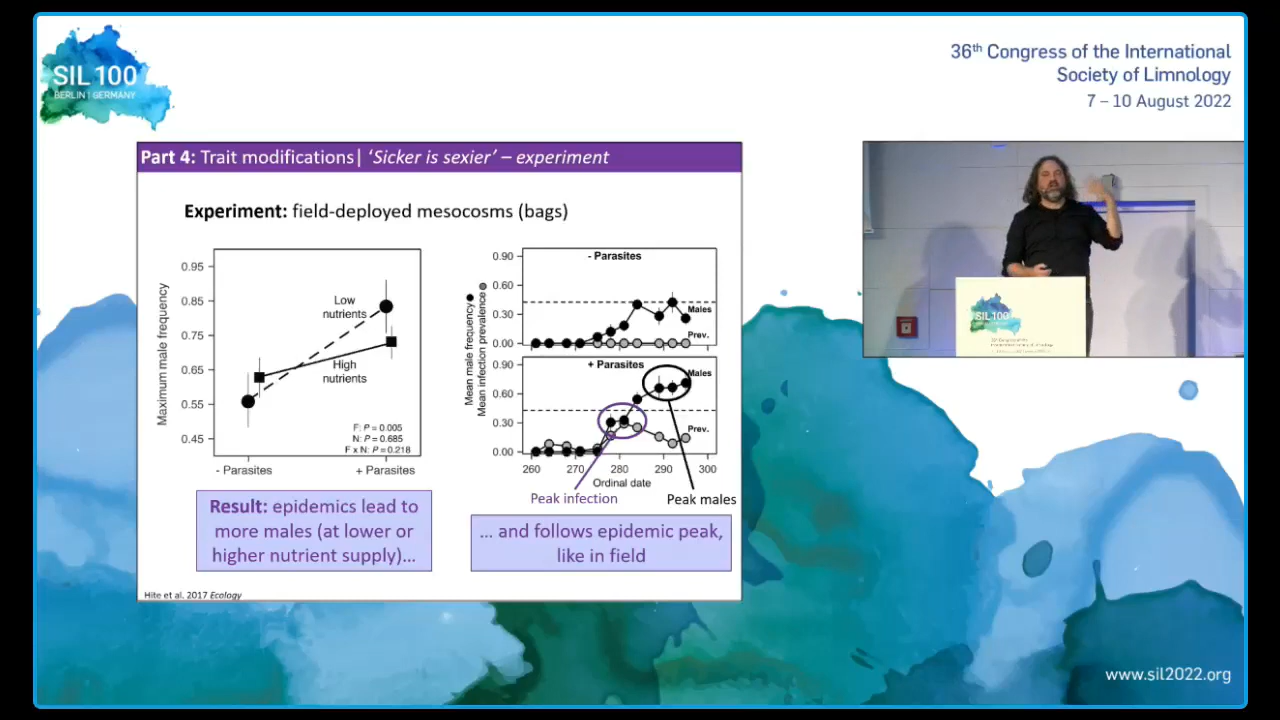 SIL 100
BERLIN | GERMANY
36th Congress of the International
Society of Limnology
7 – 10 August 2022
Part 4: Trait modifications| ‘Sicker is sexier’ – experiment
Experiment: field-deployed mesocosms (bags)
Maximum male frequency
0.95
0.85
0.75
0.65
0.55
0.45
Low
nutrients
High
nutrients
F: P = 0.005
N: P = 0.685
F x N: P = 0.218
- Parasites
+ Parasites
Mean male frequency
Mean infection prevalence
0.90
0.60
0.30
0.00
- Parasites
Males
Prev.
0.90
0.60
0.30
0.00
+ Parasites
Males
Prev.
260 270 280 290 300
Ordinal date
Peak infection
Peak males
Result: epidemics lead to
more males (at lower or
higher nutrient supply)...
... and follows epidemic peak,
like in field
Hite et al. 2017 Ecology
SIL 100
www.sil2022.org